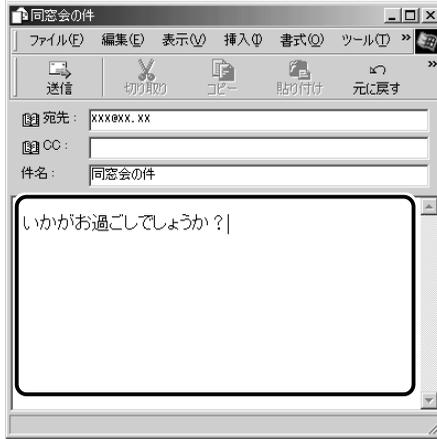 同窓会の件
ファイル(F) 編集(E) 表示(V) 挿入(I) 書式(O) ツール(T) »
送信 切り取り コピー 貼り付け 元に戻す »
宛先: xxx@xx.xx
CC:
件名: 同窓会の件
いかがお過ごしでしょうか?